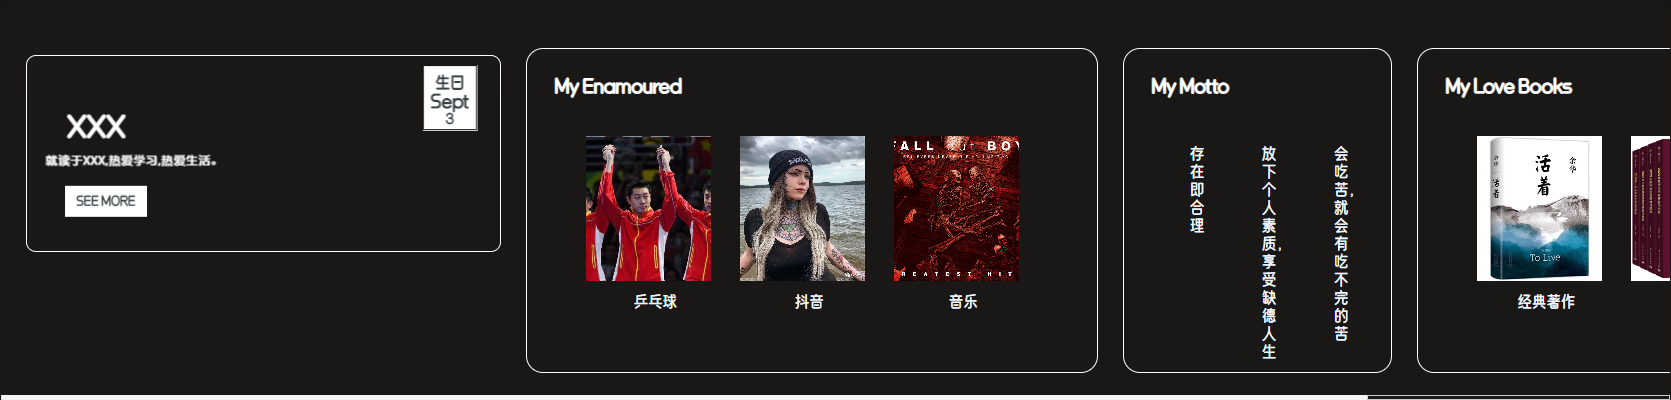 生日
Sept
3
XXX
就读于XXX,热爱学习,热爱生活。
SEE MORE
My Enamoured
FALL OUT BOY
GREATEST HITS
乒乓球
抖音
音乐
My Motto
存在即合理
放下个人素质,享受缺德人生
会吃苦,就会有吃不完的苦
My Love Books
余华
活着
活着
To Live
经典著作